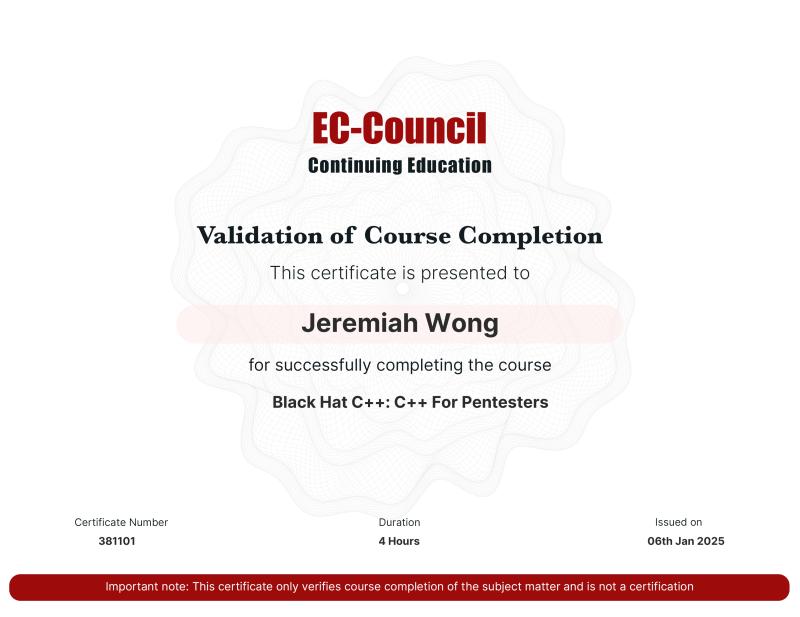 EC-Council
Continuing Education
Validation of Course Completion
This certificate is presented to
Jeremiah Wong
for successfully completing the course
Black Hat C++: C++ For Pentesters
Certificate Number
381101
Duration
4 Hours
Issued on
06th Jan 2025
Important note: This certificate only verifies course completion of the subject matter and is not a certification